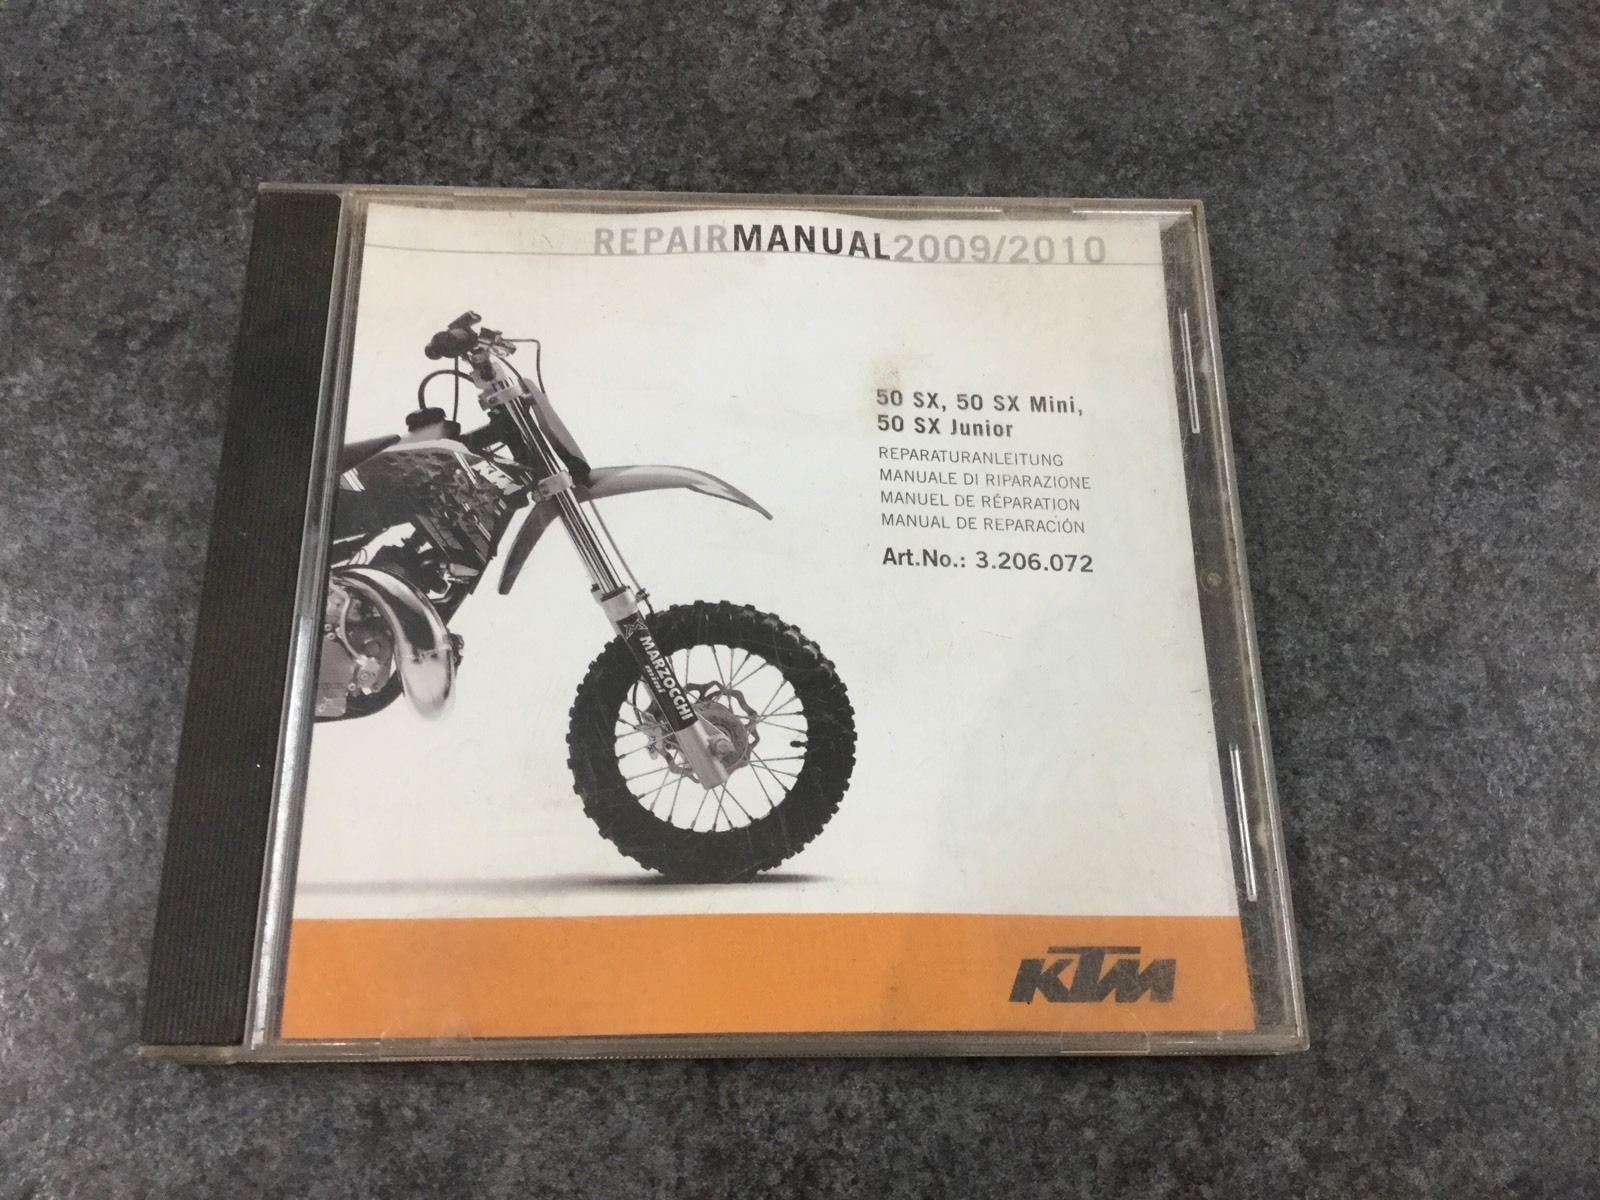 REPAIRMANUAL2009/2010
50 SX, 50 SX Mini,
50 SX Junior
REPARATURANLEITUNG
MANUALE DI RIPARAZIONE
MANUEL DE RÉPARATION
MANUAL DE REPARACIÓN
Art.No.: 3.206.072
KTM
MARZOCCHI
KTM